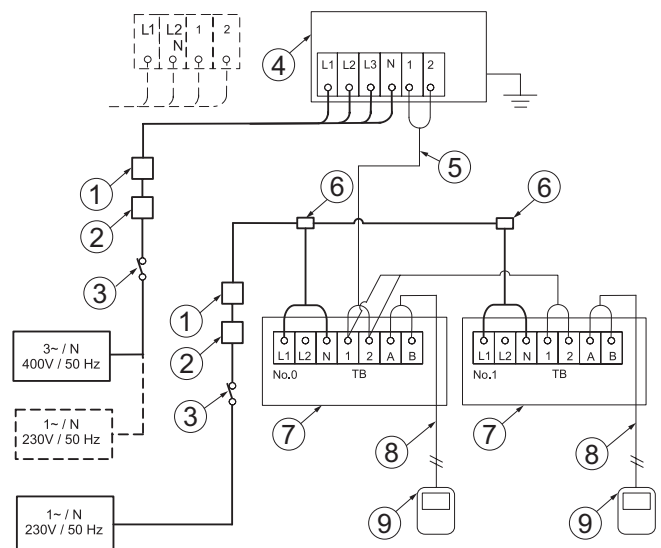 L1 L2 N 1 2
4
L1 L2 L3 N 1 2
5
1
2
3
6
6
1
2
3
3~ / N
400V / 50 Hz
1~ / N
230V / 50 Hz
1~ / N
230V / 50 Hz
L1 L2 N 1 2 A B
No.0 TB
L1 L2 N 1 2 A B
No.1 TB
7
7
8
8
9
9